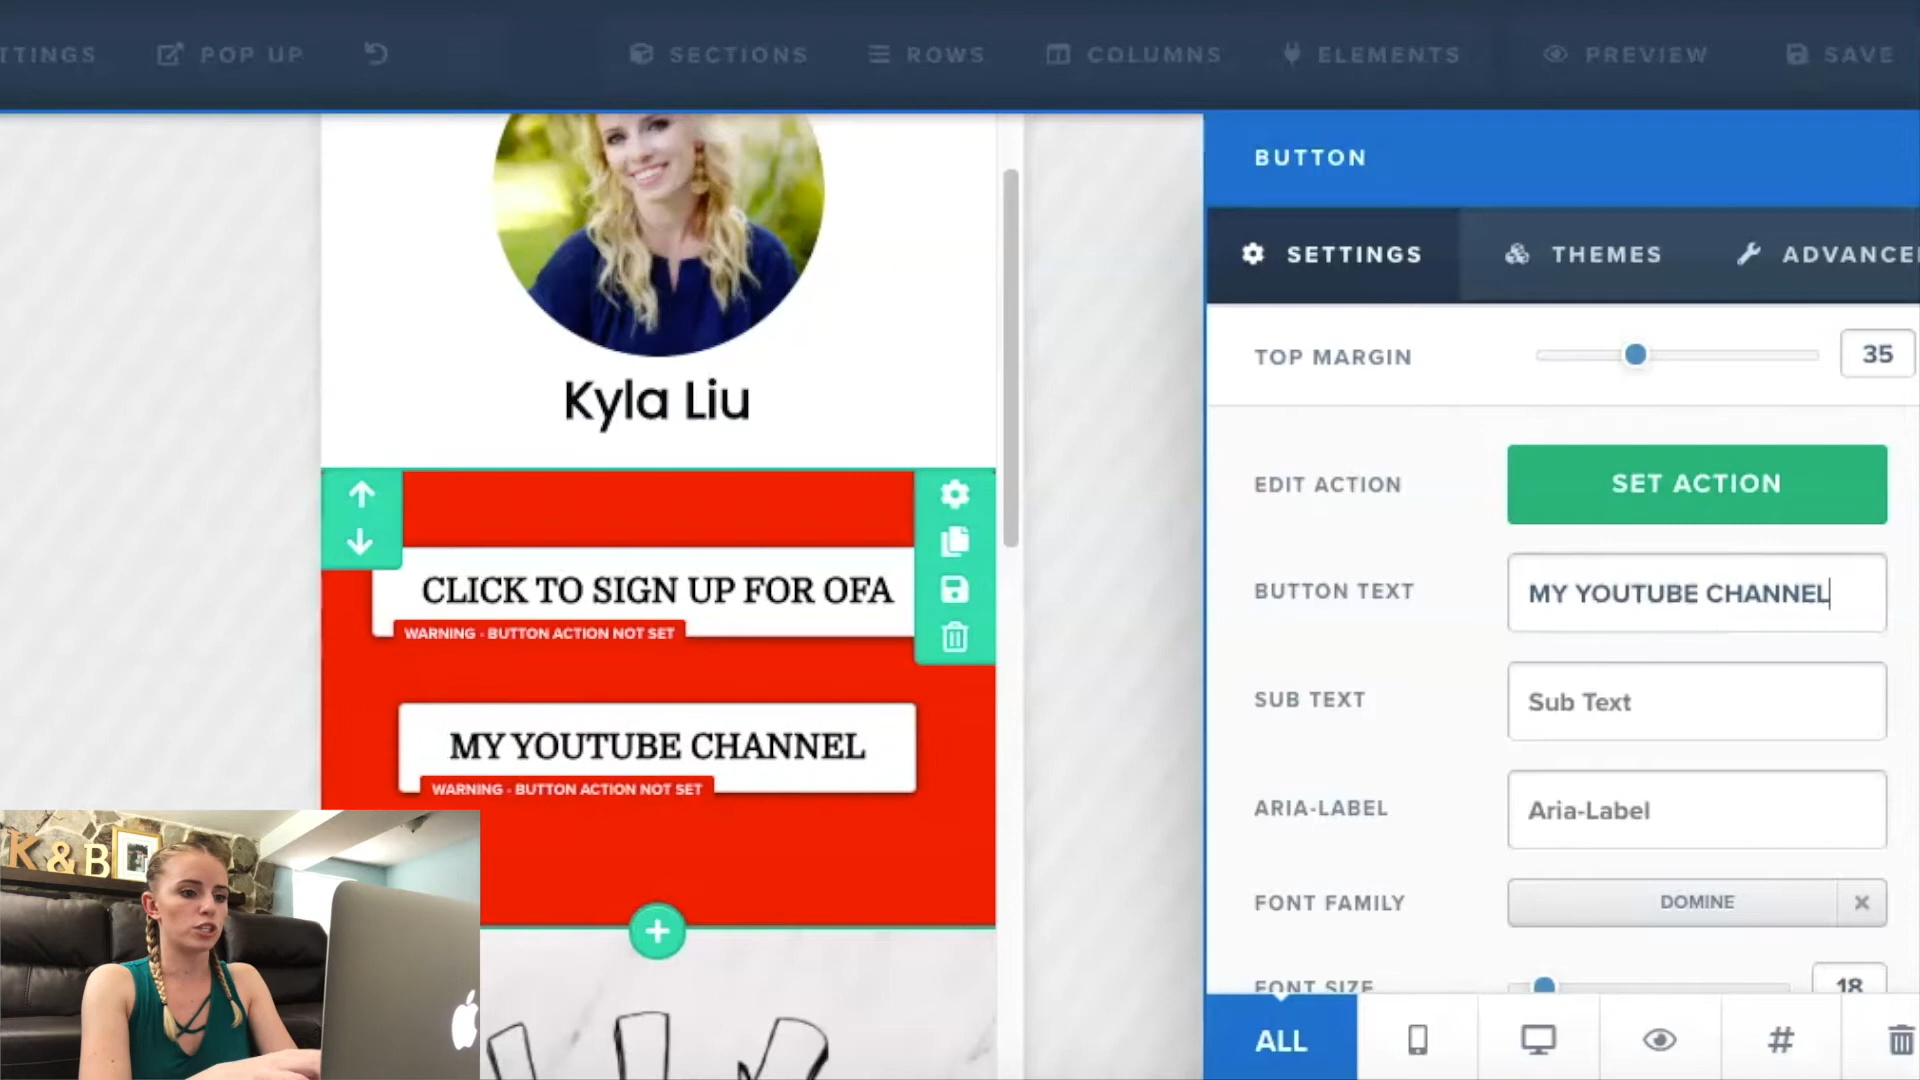 TTINGS
POP UP
SECTIONS
ROWS
COLUMNS
ELEMENTS
PREVIEW
SAVE
BUTTON
SETTINGS
THEMES
ADVANCE
TOP MARGIN
35
Kyla Liu
EDIT ACTION
SET ACTION
CLICK TO SIGN UP FOR OFA
WARNING - BUTTON ACTION NOT SET
BUTTON TEXT
MY YOUTUBE CHANNEL
SUB TEXT
Sub Text
MY YOUTUBE CHANNEL
WARNING - BUTTON ACTION NOT SET
ARIA-LABEL
Aria-Label
K & B
FONT FAMILY
DOMINE
FONT SIZE
18
ALL
#